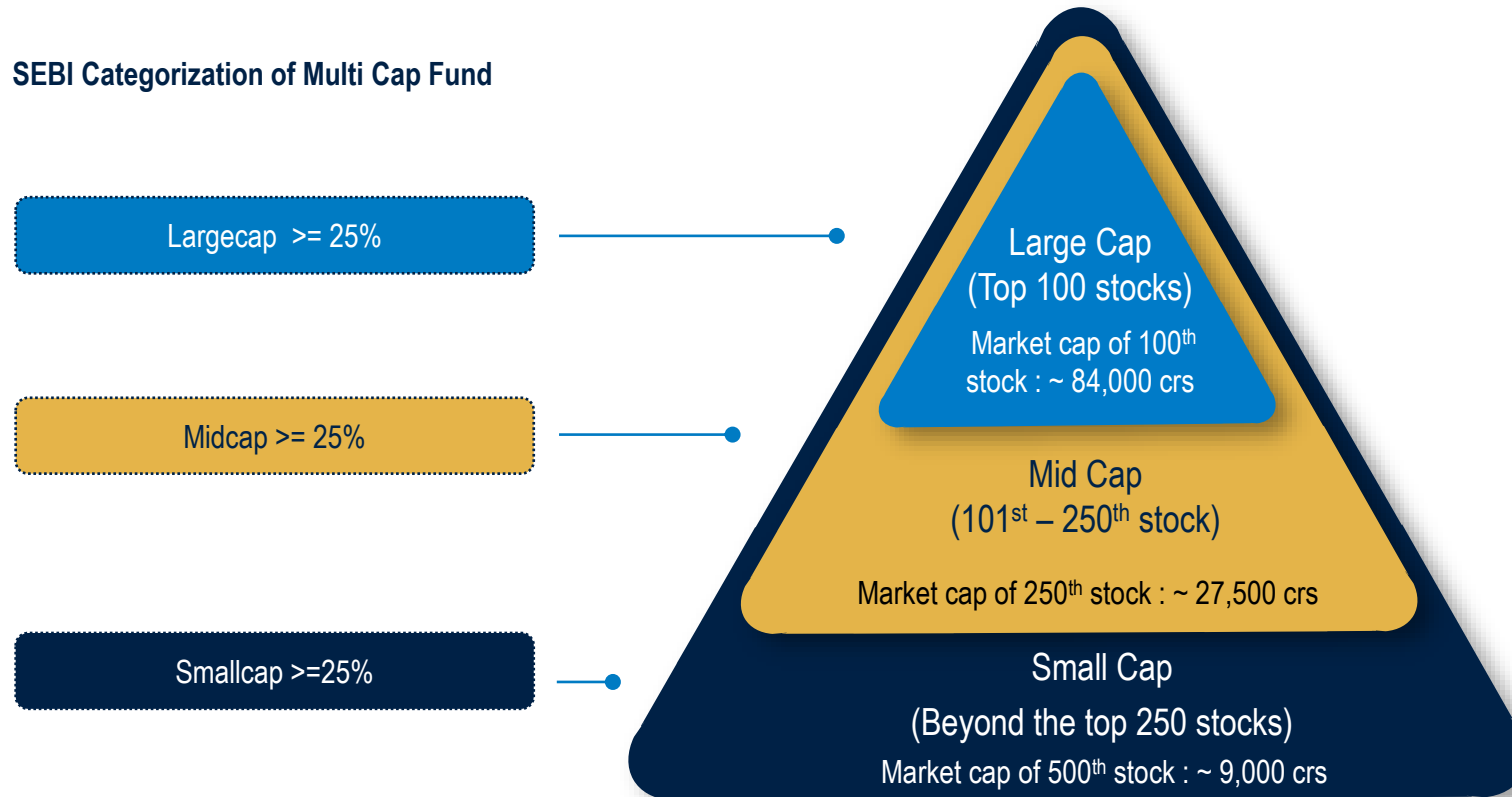 SEBI Categorization of Multi Cap Fund
Largecap >= 25%
Large Cap
(Top 100 stocks)
Market cap of 100th
stock : ~ 84,000 crs
Midcap >= 25%
Mid Cap
(101st – 250th stock)
Market cap of 250th stock : ~ 27,500 crs
Smallcap >=25%
Small Cap
(Beyond the top 250 stocks)
Market cap of 500th stock : ~ 9,000 crs